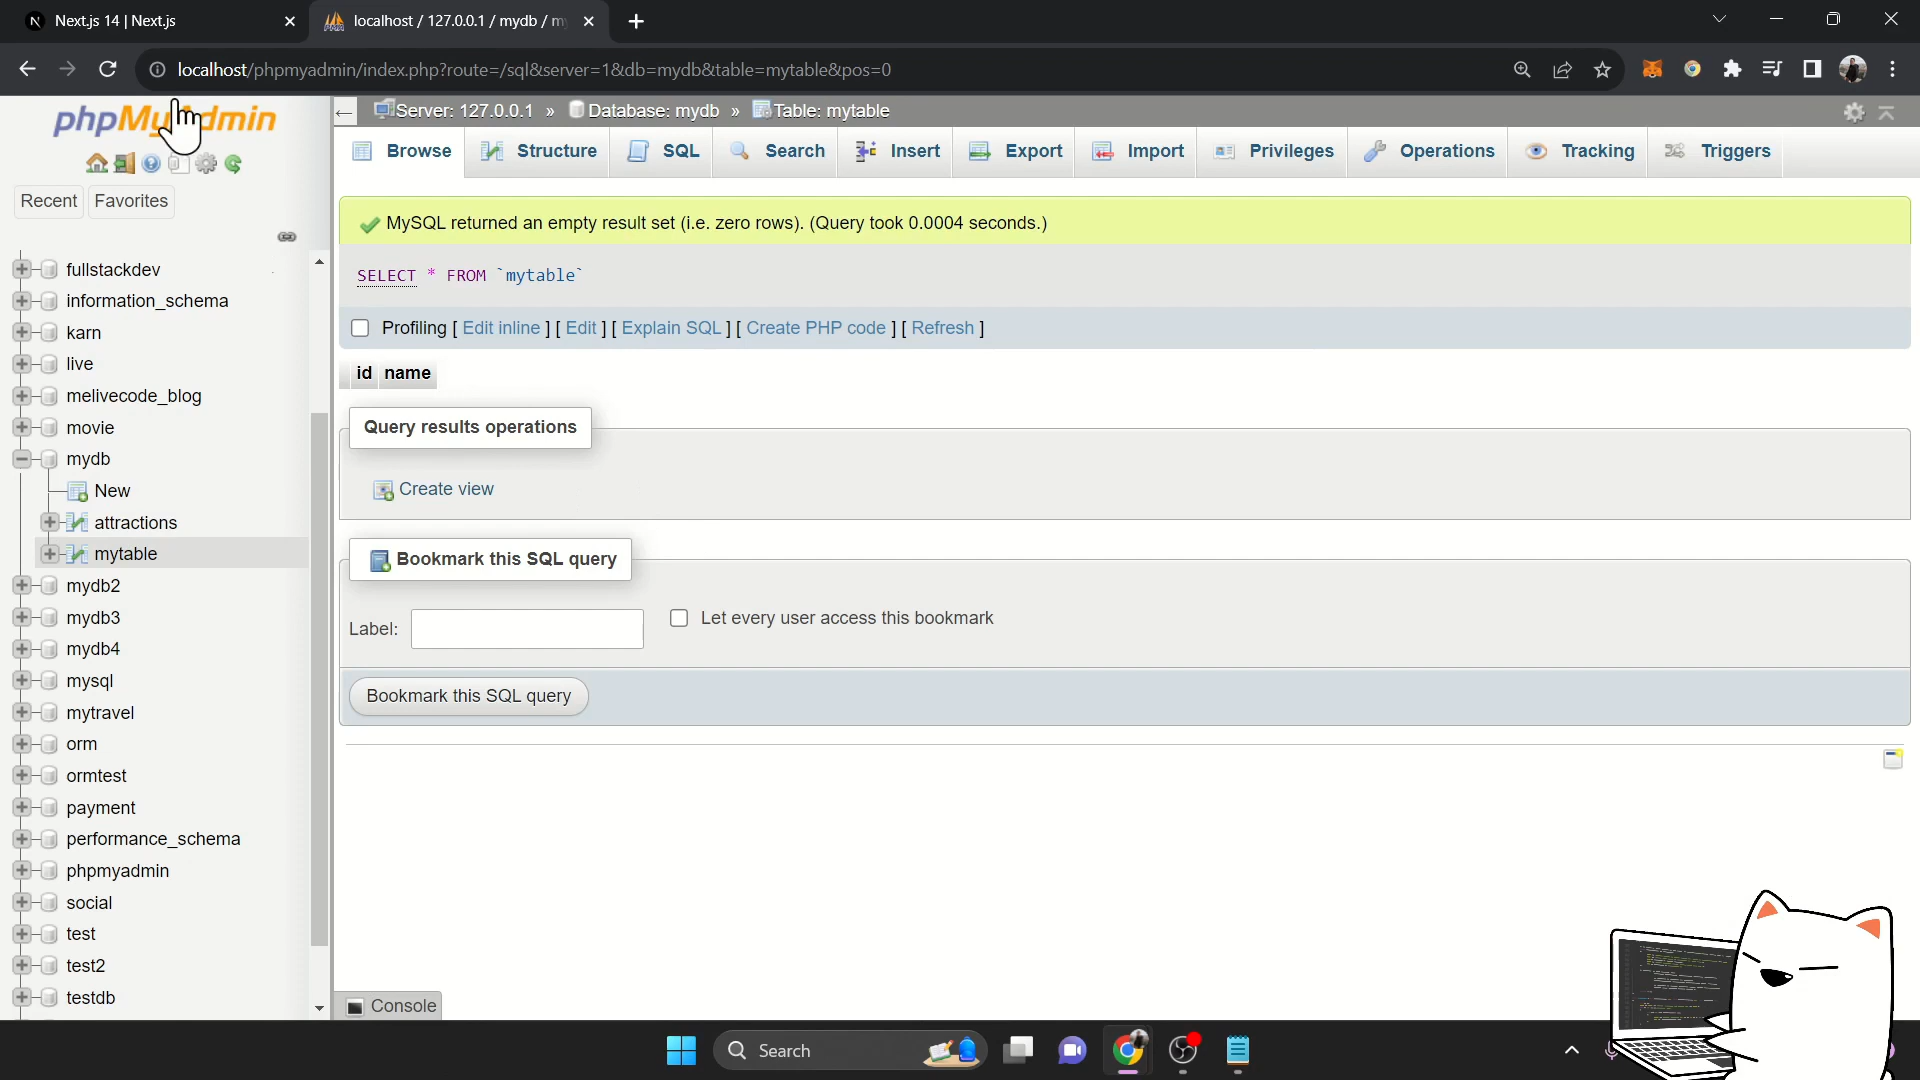 Next.js 14 | Next.js
localhost / 127.0.0.1 / mydb / m
localhost/phpmyadmin/index.php?route=/sql&server=1&db=mydb&table=mytable&pos=0
phpMyAdmin
Server: 127.0.0.1 » Database: mydb » Table: mytable
Browse Structure SQL Search Insert Export Import Privileges Operations Tracking Triggers
Recent Favorites
MySQL returned an empty result set (i.e. zero rows). (Query took 0.0004 seconds.)
SELECT * FROM `mytable`
Profiling [ Edit inline ] [ Edit ] [ Explain SQL ] [ Create PHP code ] [ Refresh ]
id name
Query results operations
Create view
Bookmark this SQL query
Label:
Let every user access this bookmark
Bookmark this SQL query
fullstackdev
information_schema
karn
live
melivecode_blog
movie
mydb
New
attractions
mytable
mydb2
mydb3
mydb4
mysql
mytravel
orm
ormtest
payment
performance_schema
phpmyadmin
social
test
test2
testdb
Console
Search